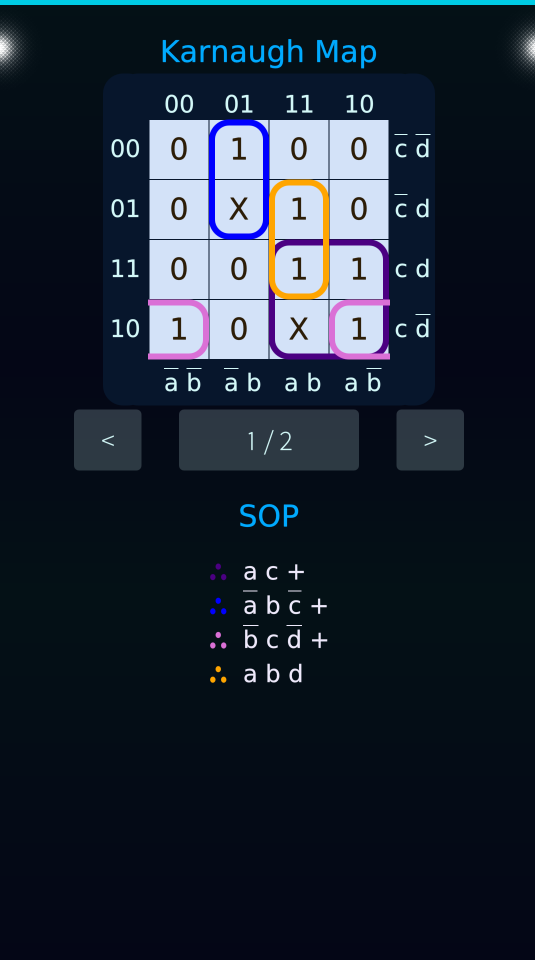 Karnaugh Map
00 01 11 10
00 0 1 0 0 c̅ d̅
01 0 X 1 0 c̅ d
11 0 0 1 1 c d
10 1 0 X 1 c d̅
a̅ b̅ a̅ b a b a b̅
< 1 / 2 >
SOP
a c +
a̅ b c̅ +
b̅ c d̅ +
a b d